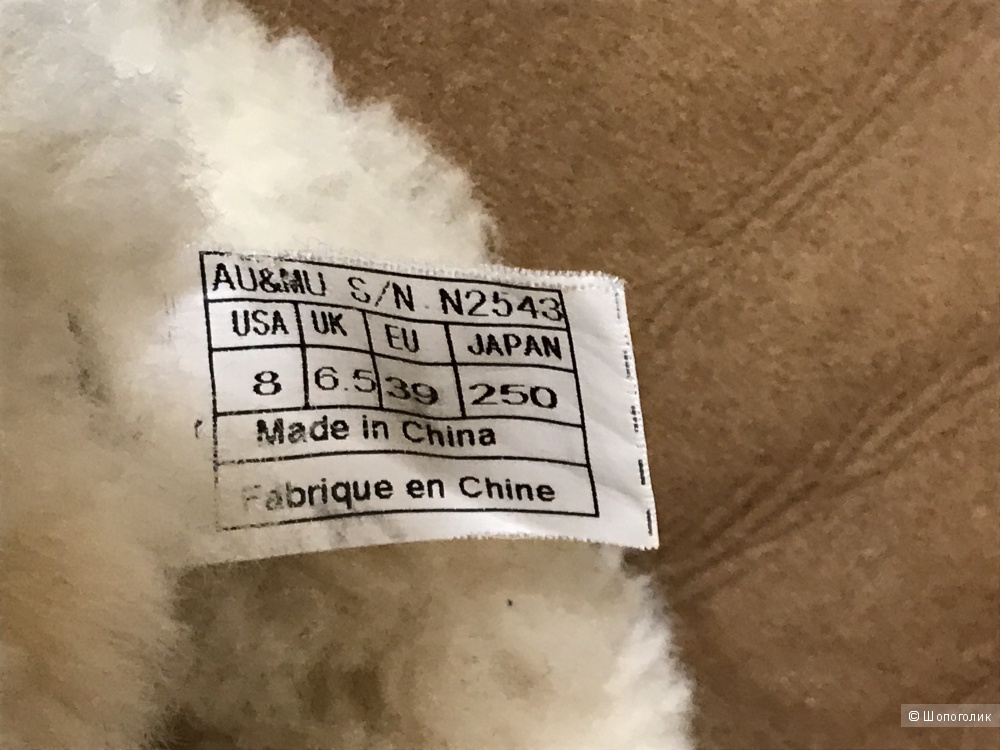 AU&MU S/N N2543
USA UK EU JAPAN
8 6.5 39 250
Made in China
Fabrique en Chine
© Шопоголик